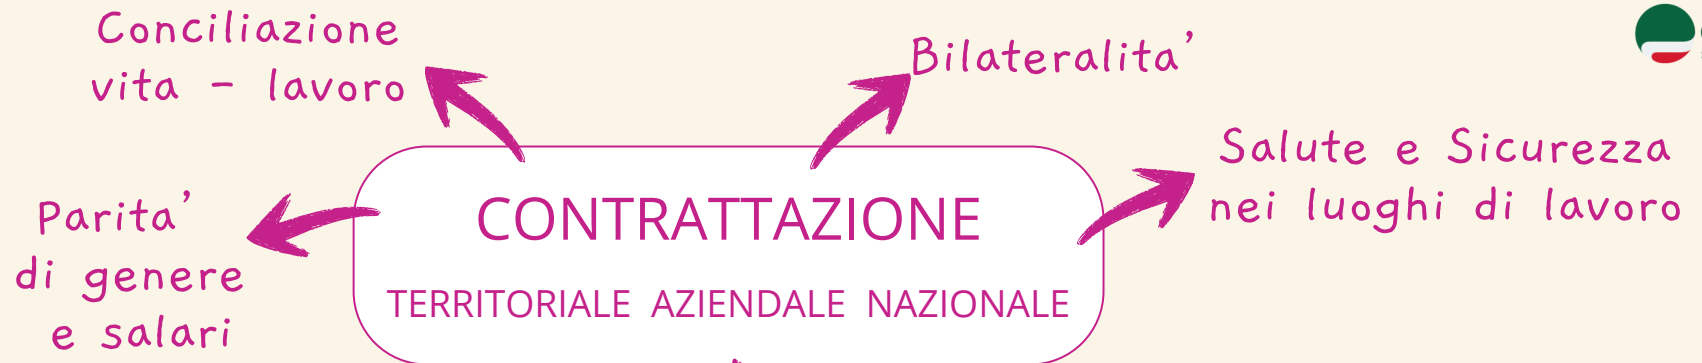 Conciliazione
vita - lavoro
Bilateralita'
Salute e Sicurezza
nei luoghi di lavoro
Parita'
di genere
e salari
CONTRATTAZIONE
TERRITORIALE AZIENDALE NAZIONALE